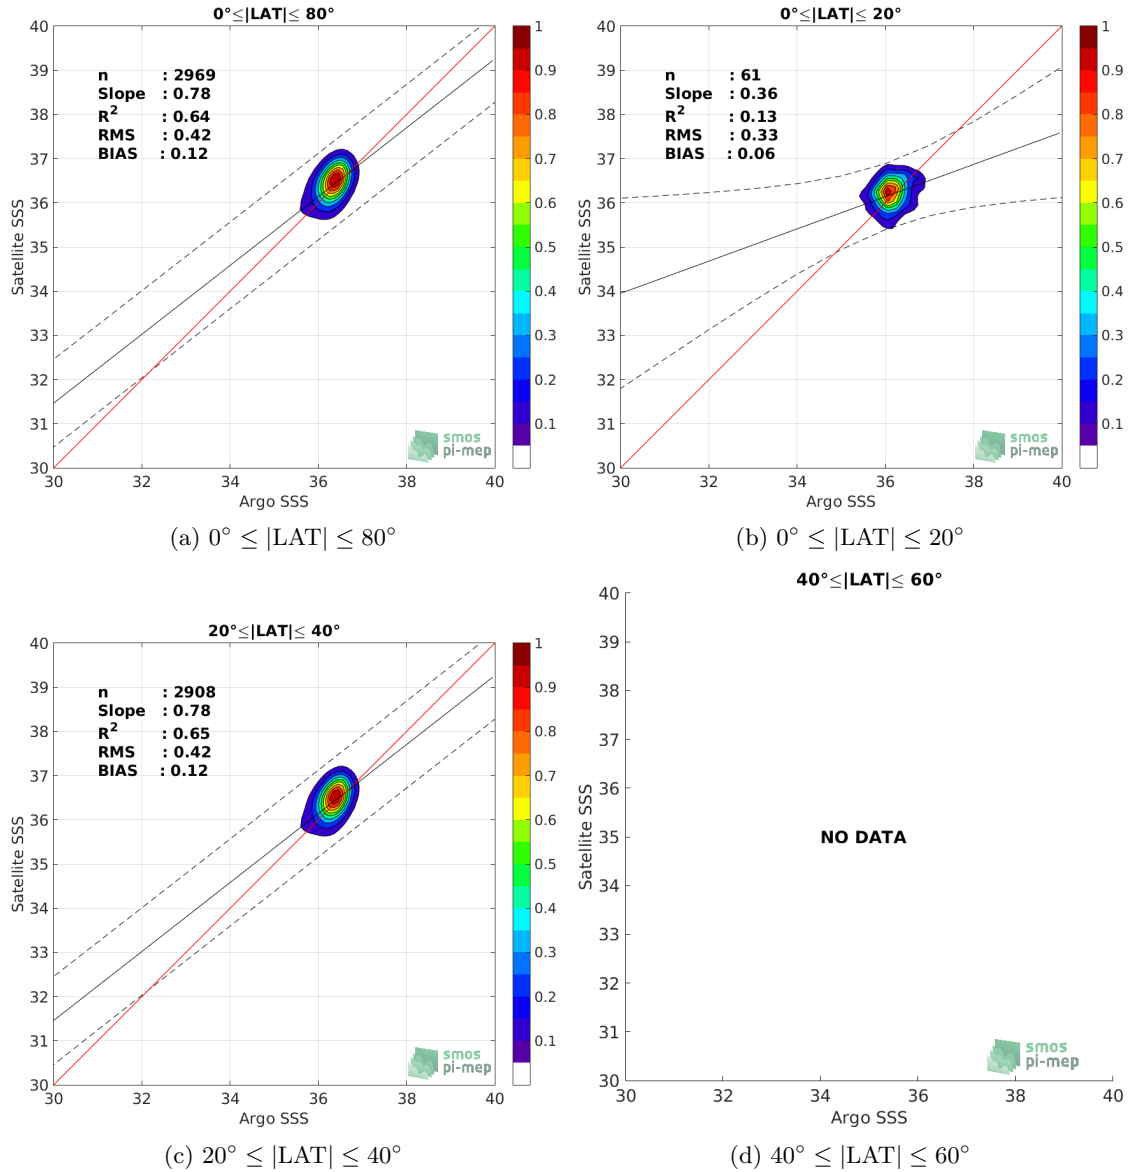 0°≤|LAT|≤ 80°
n : 2969
Slope : 0.78
R² : 0.64
RMS : 0.42
BIAS : 0.12
40
39
38
37
36
35
34
33
32
31
30
Satellite SSS
30 32 34 36 38 40
Argo SSS
1
0.9
0.8
0.7
0.6
0.5
0.4
0.3
0.2
0.1
smos
pi-mep
(a) 0° ≤ |LAT| ≤ 80°
0°≤|LAT|≤ 20°
n : 61
Slope : 0.36
R² : 0.13
RMS : 0.33
BIAS : 0.06
40
39
38
37
36
35
34
33
32
31
30
Satellite SSS
30 32 34 36 38 40
Argo SSS
1
0.9
0.8
0.7
0.6
0.5
0.4
0.3
0.2
0.1
smos
pi-mep
(b) 0° ≤ |LAT| ≤ 20°
20°≤|LAT|≤ 40°
n : 2908
Slope : 0.78
R² : 0.65
RMS : 0.42
BIAS : 0.12
40
39
38
37
36
35
34
33
32
31
30
Satellite SSS
30 32 34 36 38 40
Argo SSS
1
0.9
0.8
0.7
0.6
0.5
0.4
0.3
0.2
0.1
smos
pi-mep
(c) 20° ≤ |LAT| ≤ 40°
40°≤|LAT|≤ 60°
40
39
38
37
36
35
34
33
32
31
30
Satellite SSS
NO DATA
30 32 34 36 38 40
Argo SSS
smos
pi-mep
(d) 40° ≤ |LAT| ≤ 60°